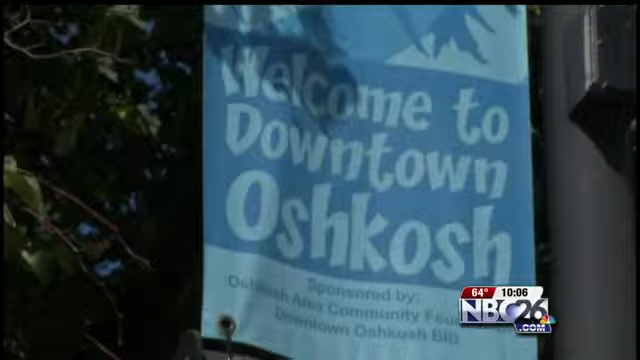 Welcome to
Downtown
Oshkosh
Sponsored by:
Oshkosh Area Community
Downtown Oshkosh BID
64° 10:06
NBC26
.COM